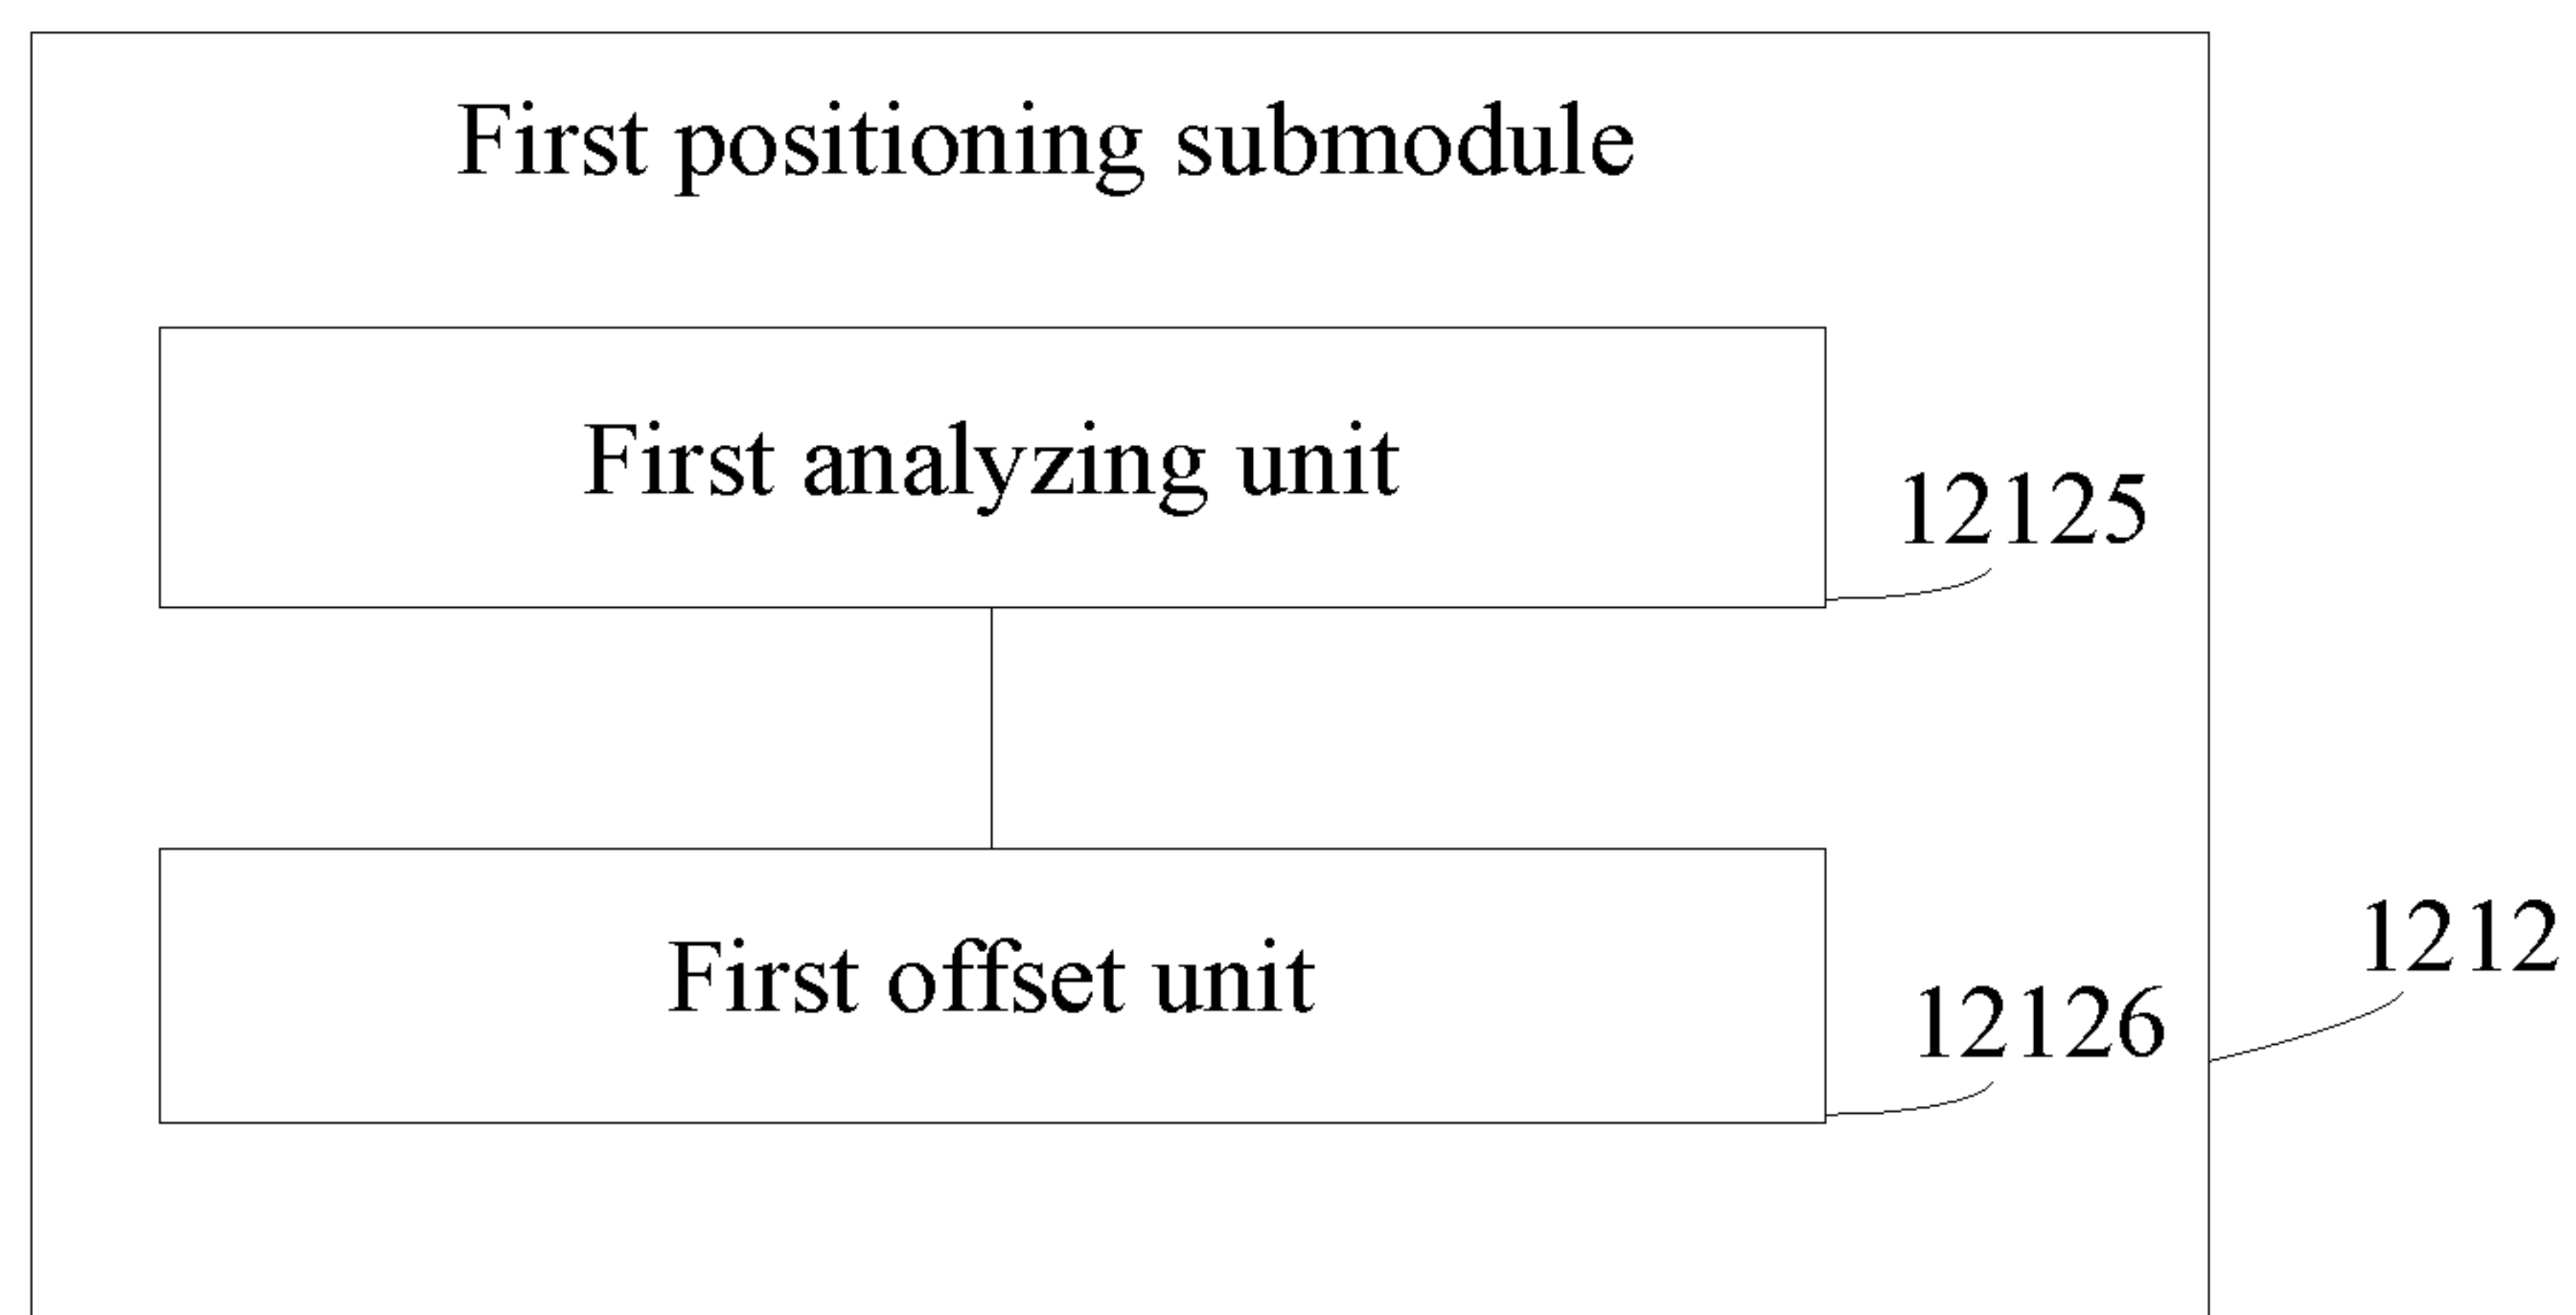 First positioning submodule
First analyzing unit
12125
First offset unit
12126
1212